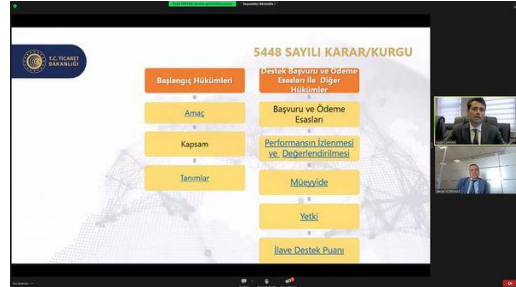 T.C. TİCARET
BAKANLIĞI
5448 SAYILI KARAR/KURGU
Başlangıç Hükümleri
Amaç
Kapsam
Tanımlar
Destek Başvuru ve Ödeme
Esasları ile Diğer
Hükümler
Başvuru ve Ödeme
Esasları
Performansın İzlenmesi
ve Değerlendirilmesi
Müeyyide
Yetki
İlave Destek Puanı